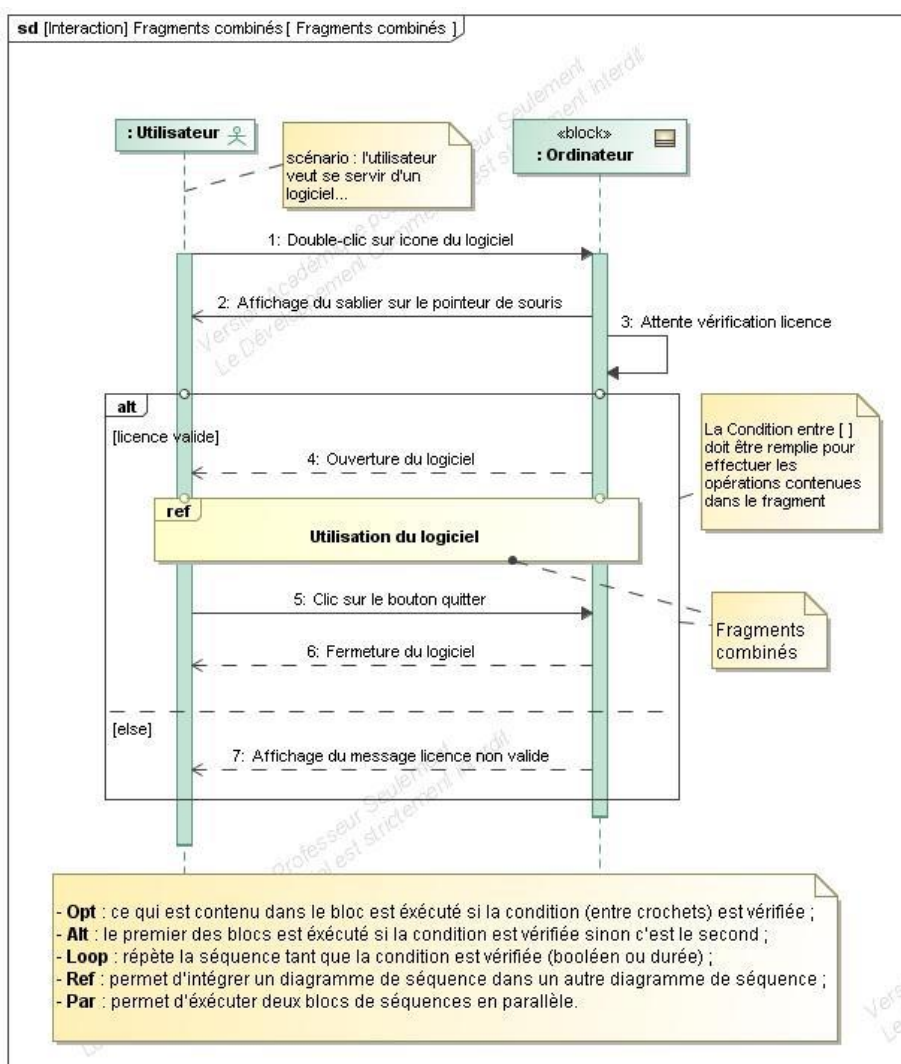 sd [Interaction] Fragments combinés [ Fragments combinés ]
: Utilisateur
scénario : l'utilisateur
veut se servir d'un
logiciel...
«block»
: Ordinateur
1: Double-clic sur icone du logiciel
2: Affichage du sablier sur le pointeur de souris
3: Attente vérification licence
alt
[licence valide]
4: Ouverture du logiciel
La Condition entre [ ]
doit être remplie pour
effectuer les
opérations contenues
dans le fragment
ref
Utilisation du logiciel
5: Clic sur le bouton quitter
Fragments
combinés
6: Fermeture du logiciel
[else]
7: Affichage du message licence non valide
- Opt : ce qui est contenu dans le bloc est éxécuté si la condition (entre crochets) est vérifiée ;
- Alt : le premier des blocs est éxécuté si la condition est vérifiée sinon c'est le second ;
- Loop : répète la séquence tant que la condition est vérifiée (booléen ou durée) ;
- Ref : permet d'intégrer un diagramme de séquence dans un autre diagramme de séquence ;
- Par : permet d'éxécuter deux blocs de séquences en parallèle.